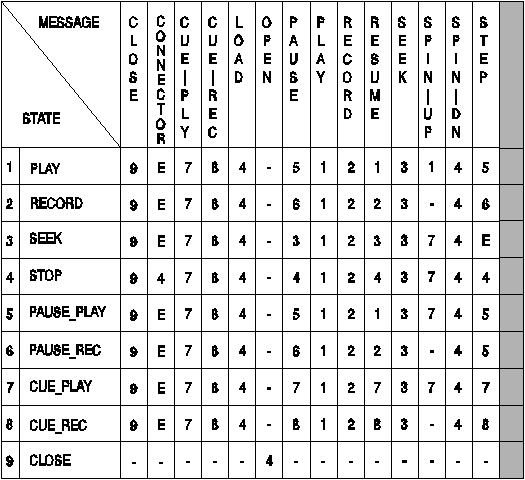 MESSAGE CLOSE CONNECTOR CUE|PLY CUE|REC LOAD OPEN PAUSE PLAY RECORD RESUME SEEK SPIN|UP SPIN|DN STEP
STATE
1 PLAY 9 E 7 8 4 - 5 1 2 1 3 1 4 5
2 RECORD 9 E 7 8 4 - 6 1 2 2 3 - 4 6
3 SEEK 9 E 7 8 4 - 3 1 2 3 3 7 4 E
4 STOP 9 4 7 8 4 - 4 1 2 4 3 7 4 4
5 PAUSE_PLAY 9 E 7 8 4 - 5 1 2 1 3 7 4 5
6 PAUSE_REC 9 E 7 8 4 - 6 1 2 2 3 - 4 5
7 CUE_PLAY 9 E 7 8 4 - 7 1 2 7 3 7 4 7
8 CUE_REC 9 E 7 8 4 - 8 1 2 8 3 - 4 8
9 CLOSE - - - - - 4 - - - - - - - -